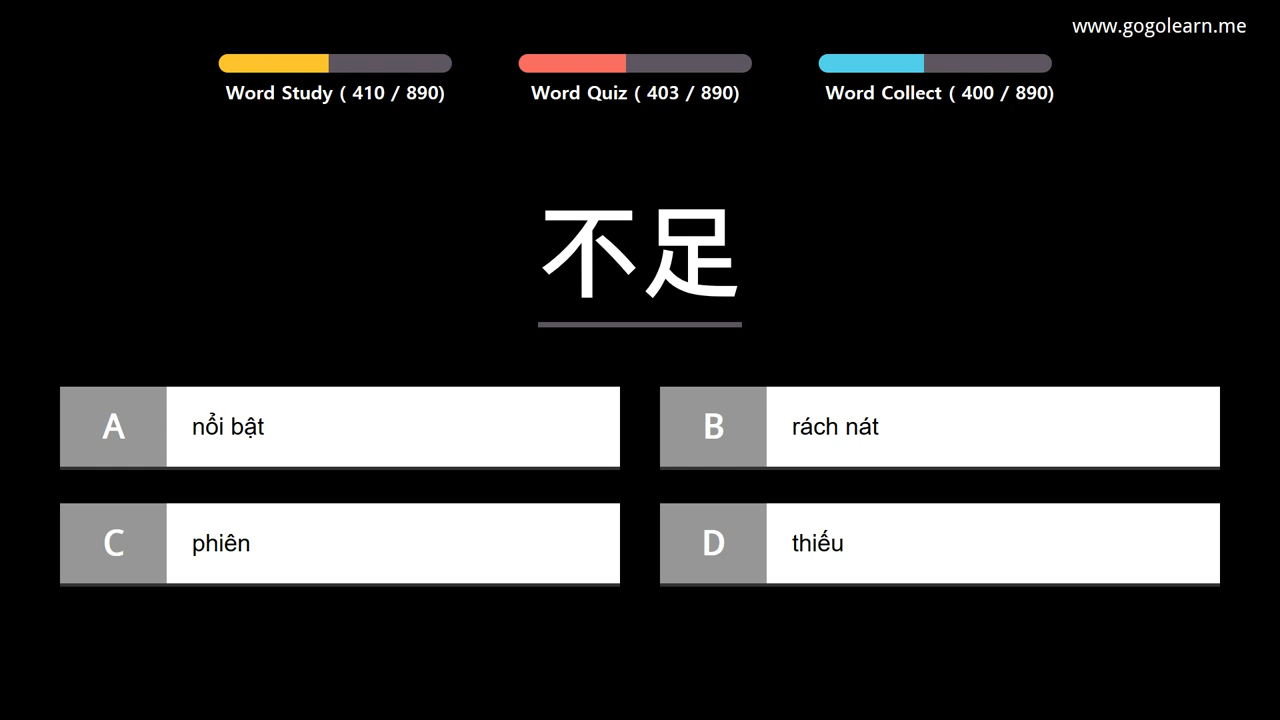 www.gogolearn.me
Word Study ( 410 / 890)
Word Quiz ( 403 / 890)
Word Collect ( 400 / 890)
不足
A nổi bật
B rách nát
C phiên
D thiếu